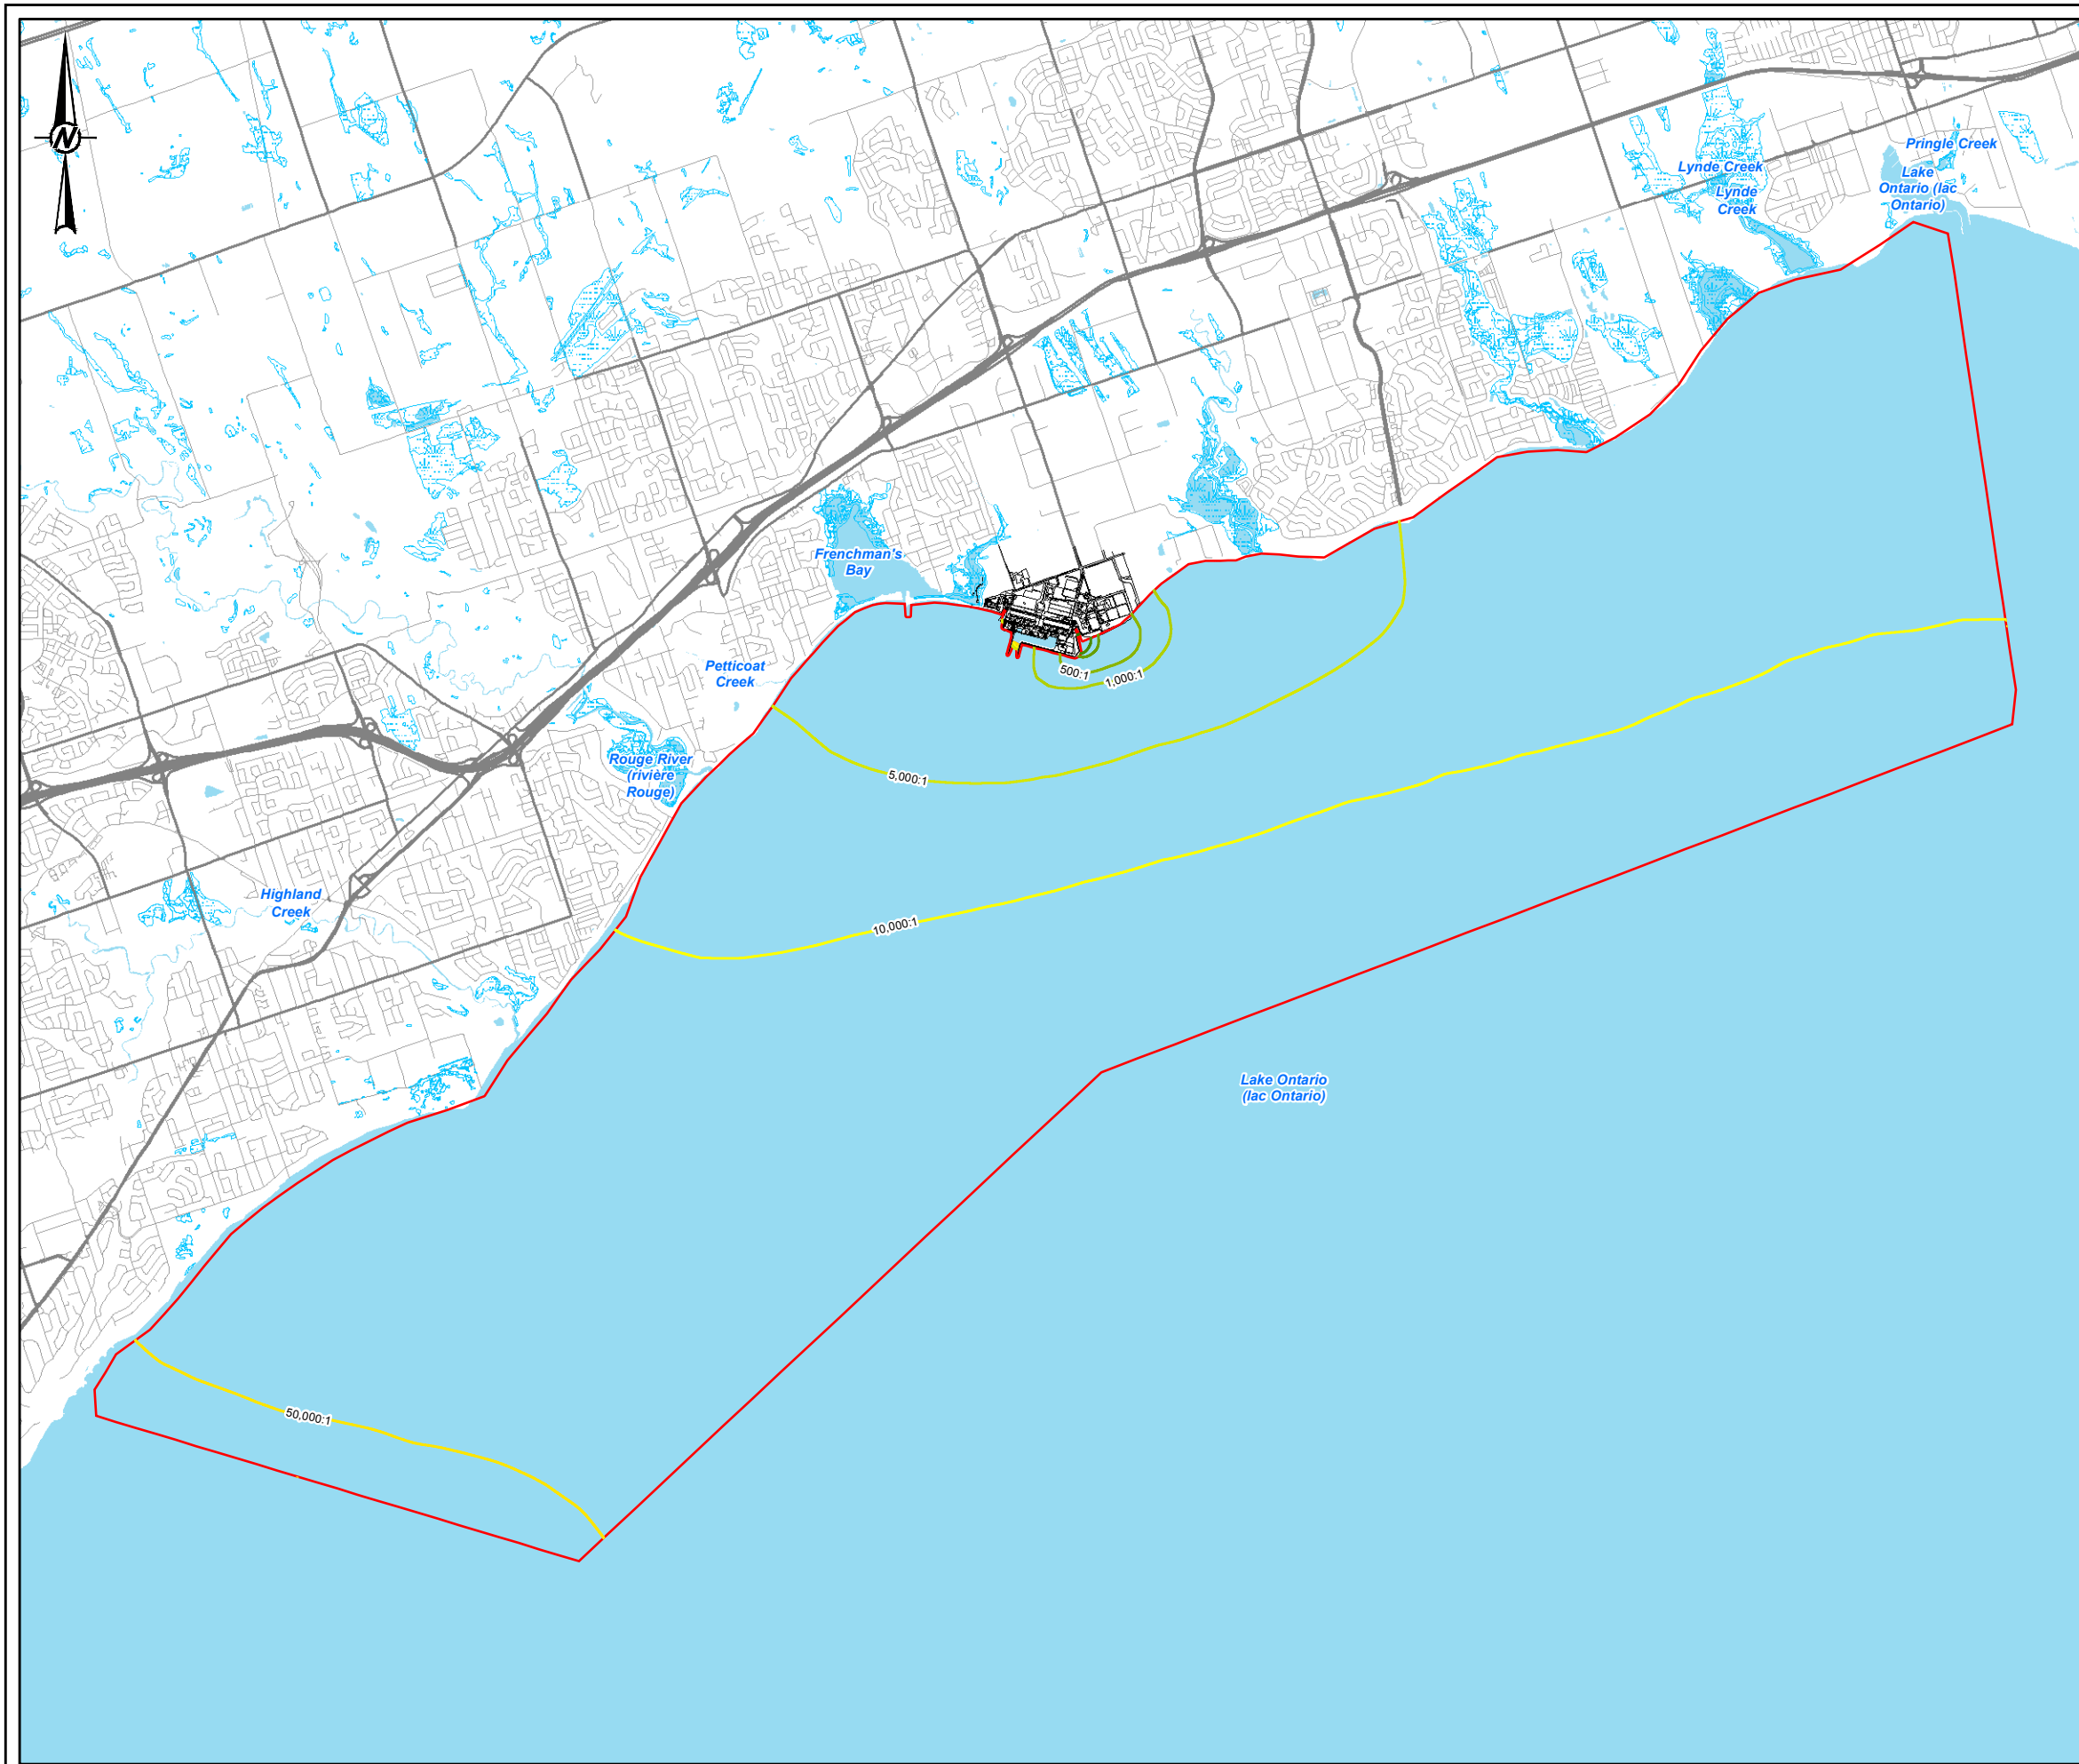 N
Pringle Creek
Lynde Creek
Lake
Ontario (lac
Ontario)
Lynde
Creek
Frenchman's
Bay
Petticoat
Creek
500:1
1,000:1
Rouge River
(rivière
Rouge)
5,000:1
Highland
Creek
10,000:1
Lake Ontario
(lac Ontario)
50,000:1